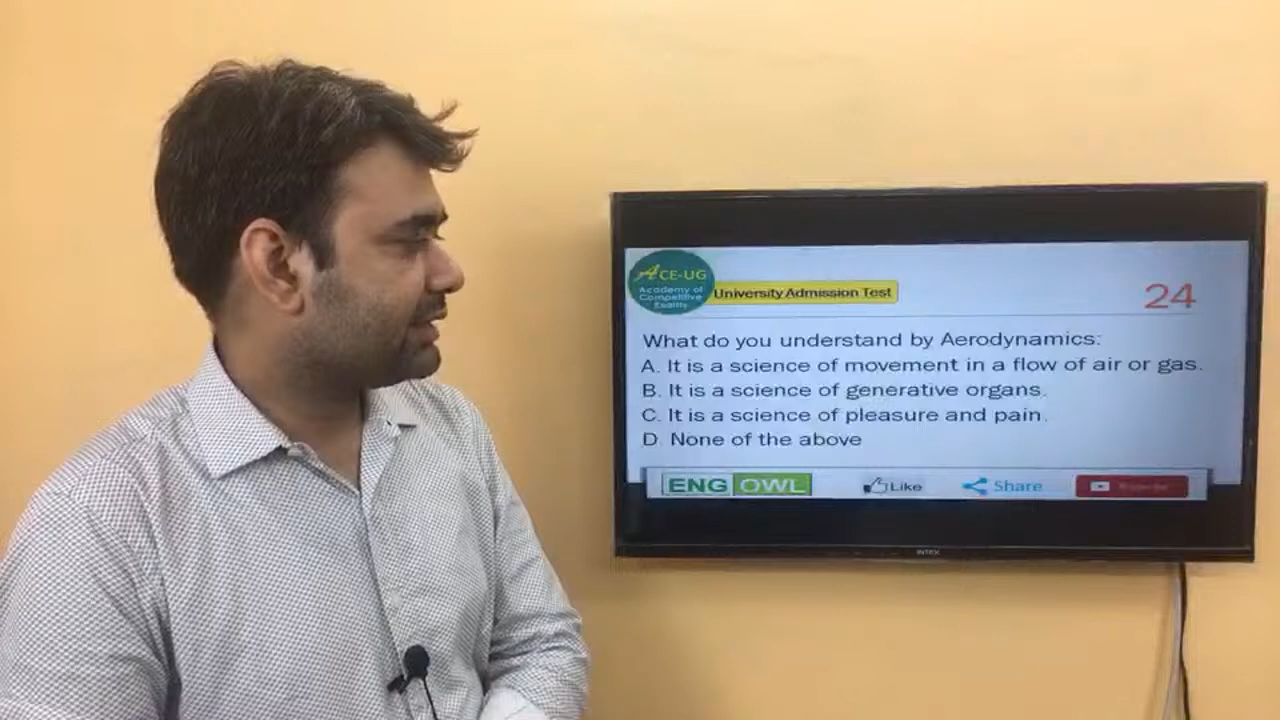 ACE-UG
Academy of
Competitive
Exams
University Admission Test
24
What do you understand by Aerodynamics:
A. It is a science of movement in a flow of air or gas.
B. It is a science of generative organs.
C. It is a science of pleasure and pain.
D. None of the above
ENG OWL
Like
Share
INTEX